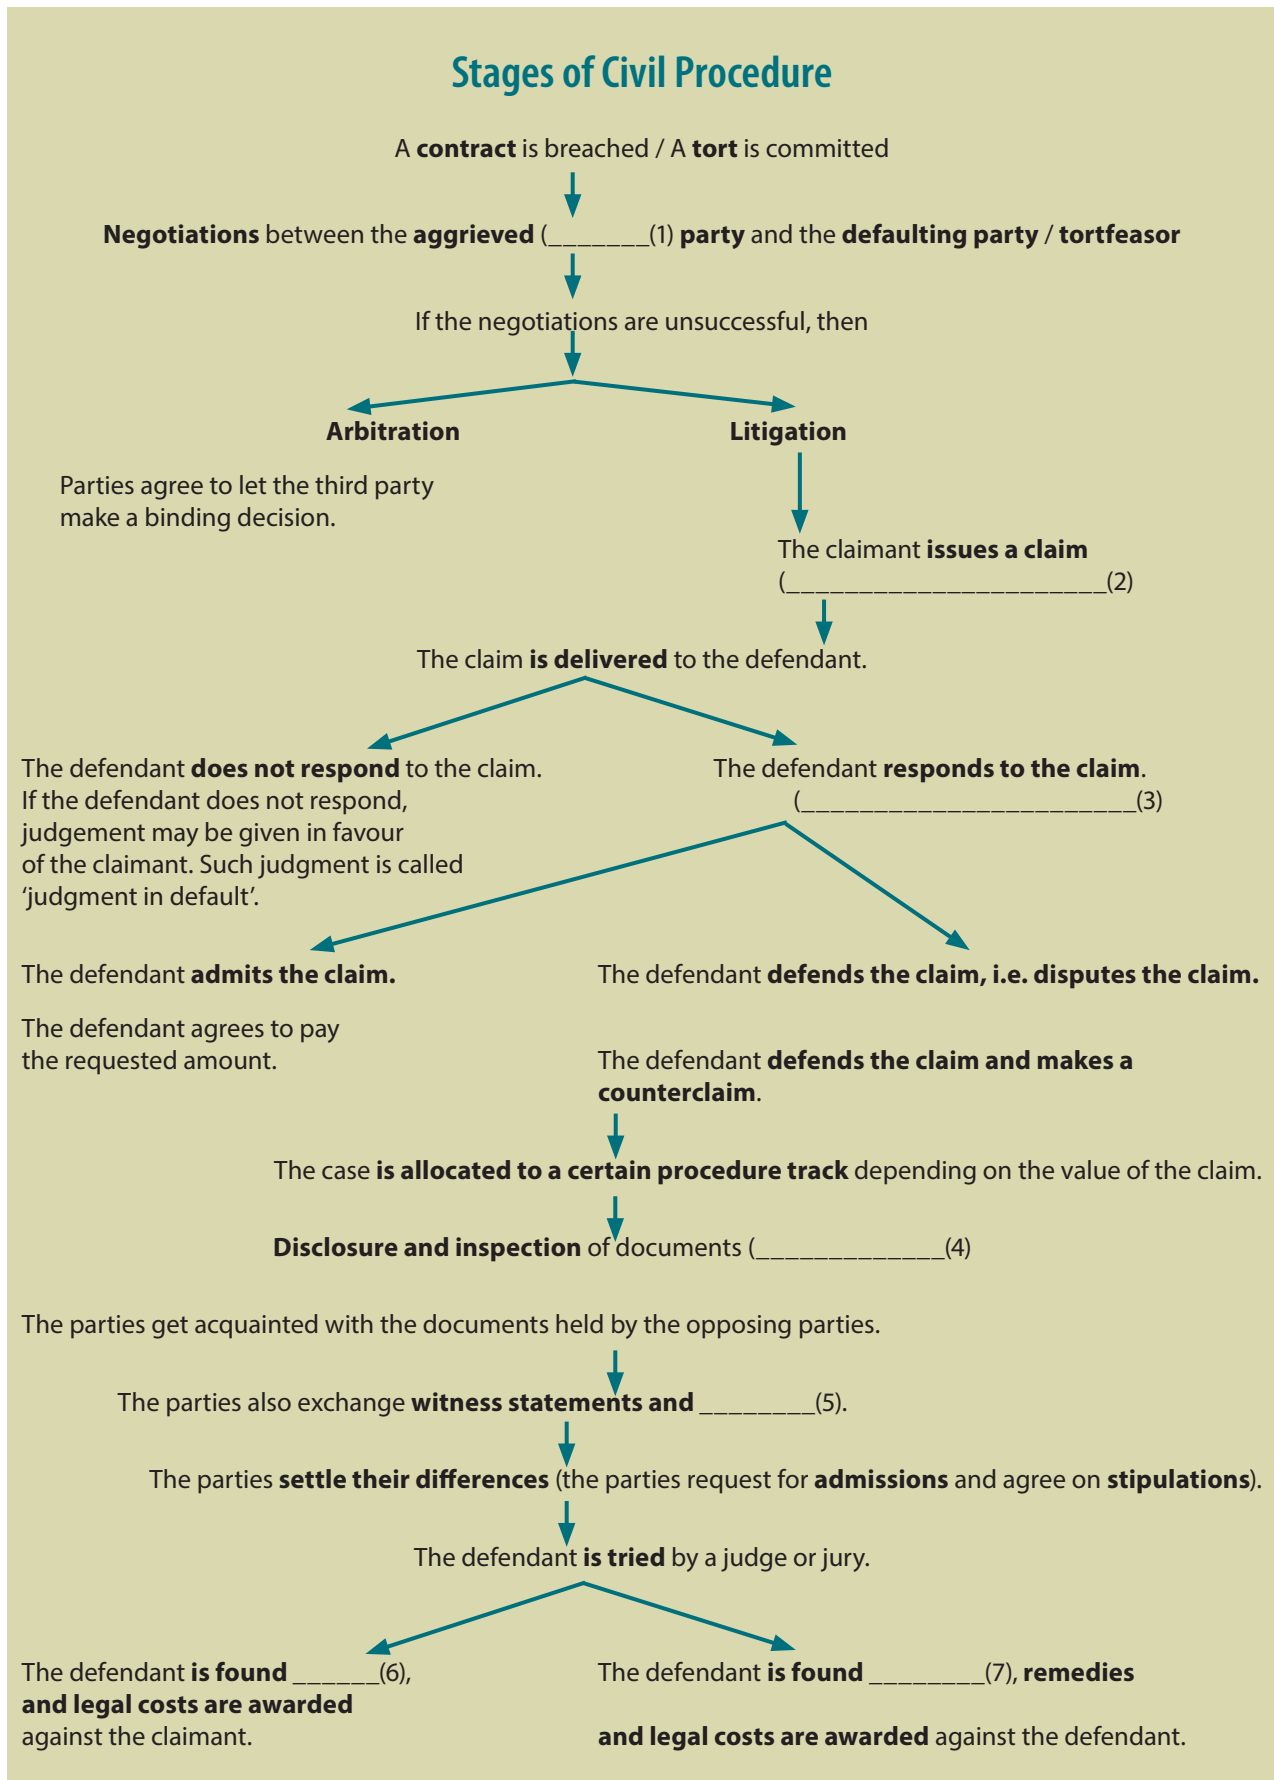 Stages of Civil Procedure
A contract is breached / A tort is committed
Negotiations between the aggrieved (_______(1) party and the defaulting party / tortfeasor
If the negotiations are unsuccessful, then
Arbitration
Litigation
Parties agree to let the third party
make a binding decision.
The claimant issues a claim
(______________________(2)
The claim is delivered to the defendant.
The defendant does not respond to the claim.
If the defendant does not respond,
judgement may be given in favour
of the claimant. Such judgment is called
‘judgment in default’.
The defendant responds to the claim.
(_______________________(3)
The defendant admits the claim.
The defendant agrees to pay
the requested amount.
The defendant defends the claim, i.e. disputes the claim.
The defendant defends the claim and makes a
counterclaim.
The case is allocated to a certain procedure track depending on the value of the claim.
Disclosure and inspection of documents (_____________(4)
The parties get acquainted with the documents held by the opposing parties.
The parties also exchange witness statements and ________(5).
The parties settle their differences (the parties request for admissions and agree on stipulations).
The defendant is tried by a judge or jury.
The defendant is found ______(6),
and legal costs are awarded
against the claimant.
The defendant is found ________(7), remedies
and legal costs are awarded against the defendant.